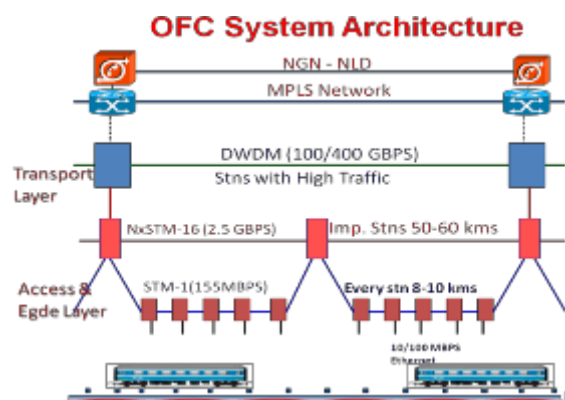 OFC System Architecture
NGN - NLD
MPLS Network
DWDM (100/400 GBPS)
Transport
Layer
Stns with High Traffic
NxSTM-16 (2.5 GBPS)
Imp. Stns 50-60 kms
Access &
Egde Layer
STM-1(155MBPS)
Every stn 8-10 kms
10/100 MBPS
Ethernet